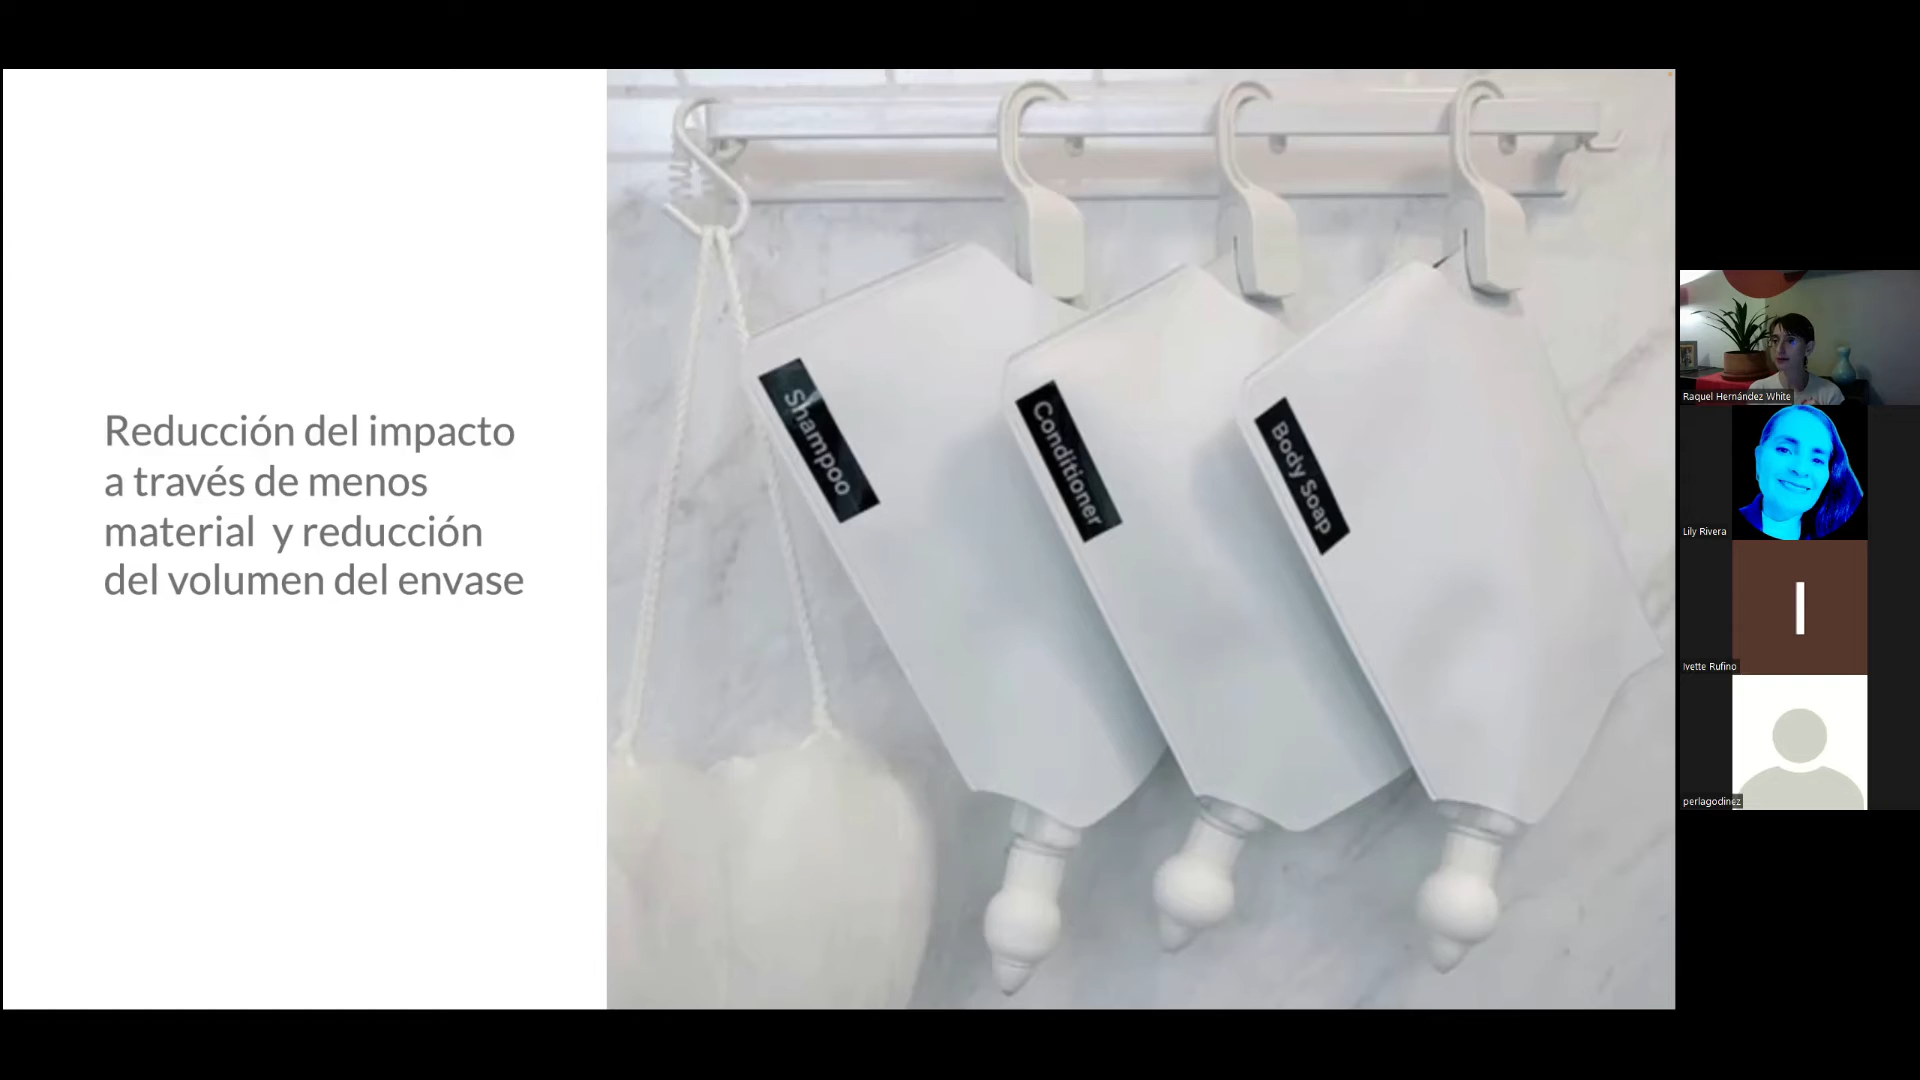 Reducción del impacto
a través de menos
material y reducción
del volumen del envase
Shampoo
Conditioner
Body Soap
Raquel Hernández White
Lily Rivera
I
Ivette Rufino
perlagodinez